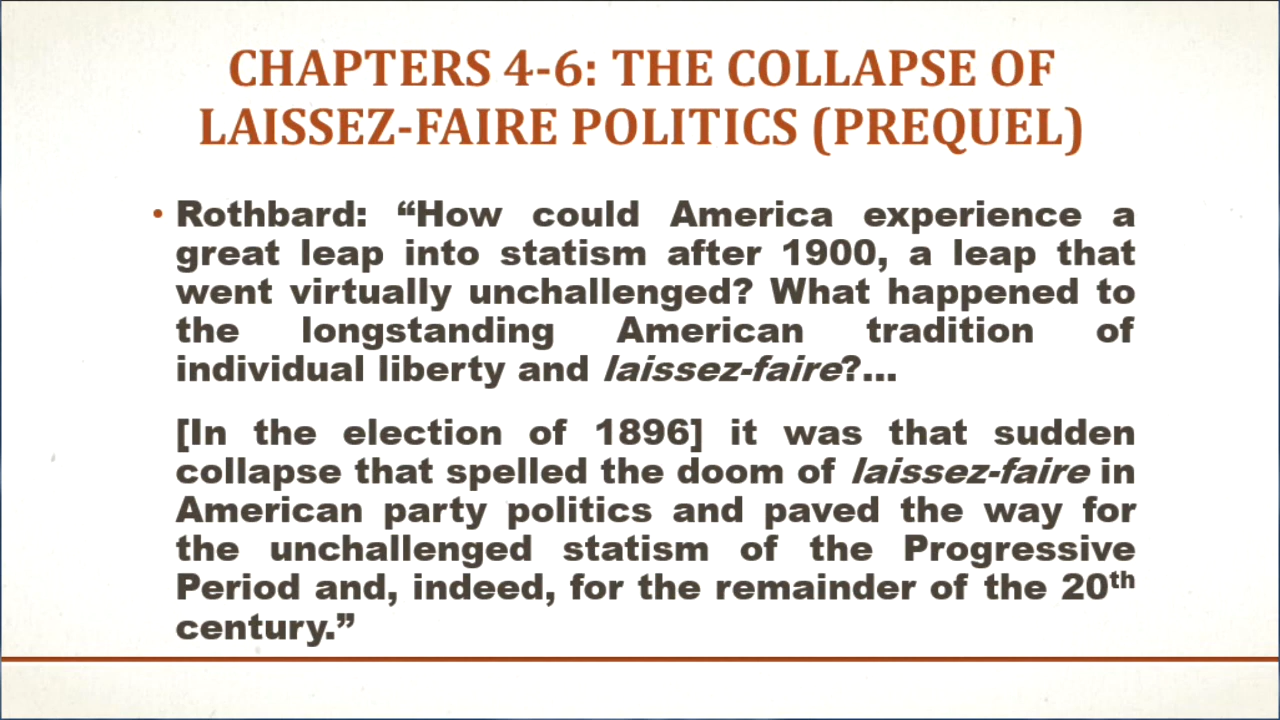 CHAPTERS 4-6: THE COLLAPSE OF
LAISSEZ-FAIRE POLITICS (PREQUEL)
• Rothbard: “How could America experience a
great leap into statism after 1900, a leap that
went virtually unchallenged? What happened to
the longstanding American tradition of
individual liberty and laissez-faire?...
[In the election of 1896] it was that sudden
collapse that spelled the doom of laissez-faire in
American party politics and paved the way for
the unchallenged statism of the Progressive
Period and, indeed, for the remainder of the 20th
century.”